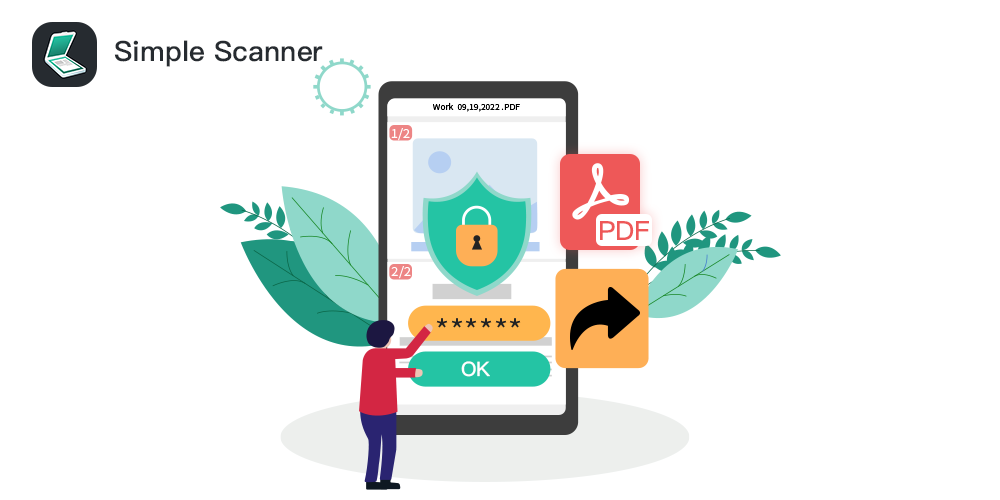 Simple Scanner
Work 09,19,2022 .PDF
1/2
PDF
2/2
******
OK